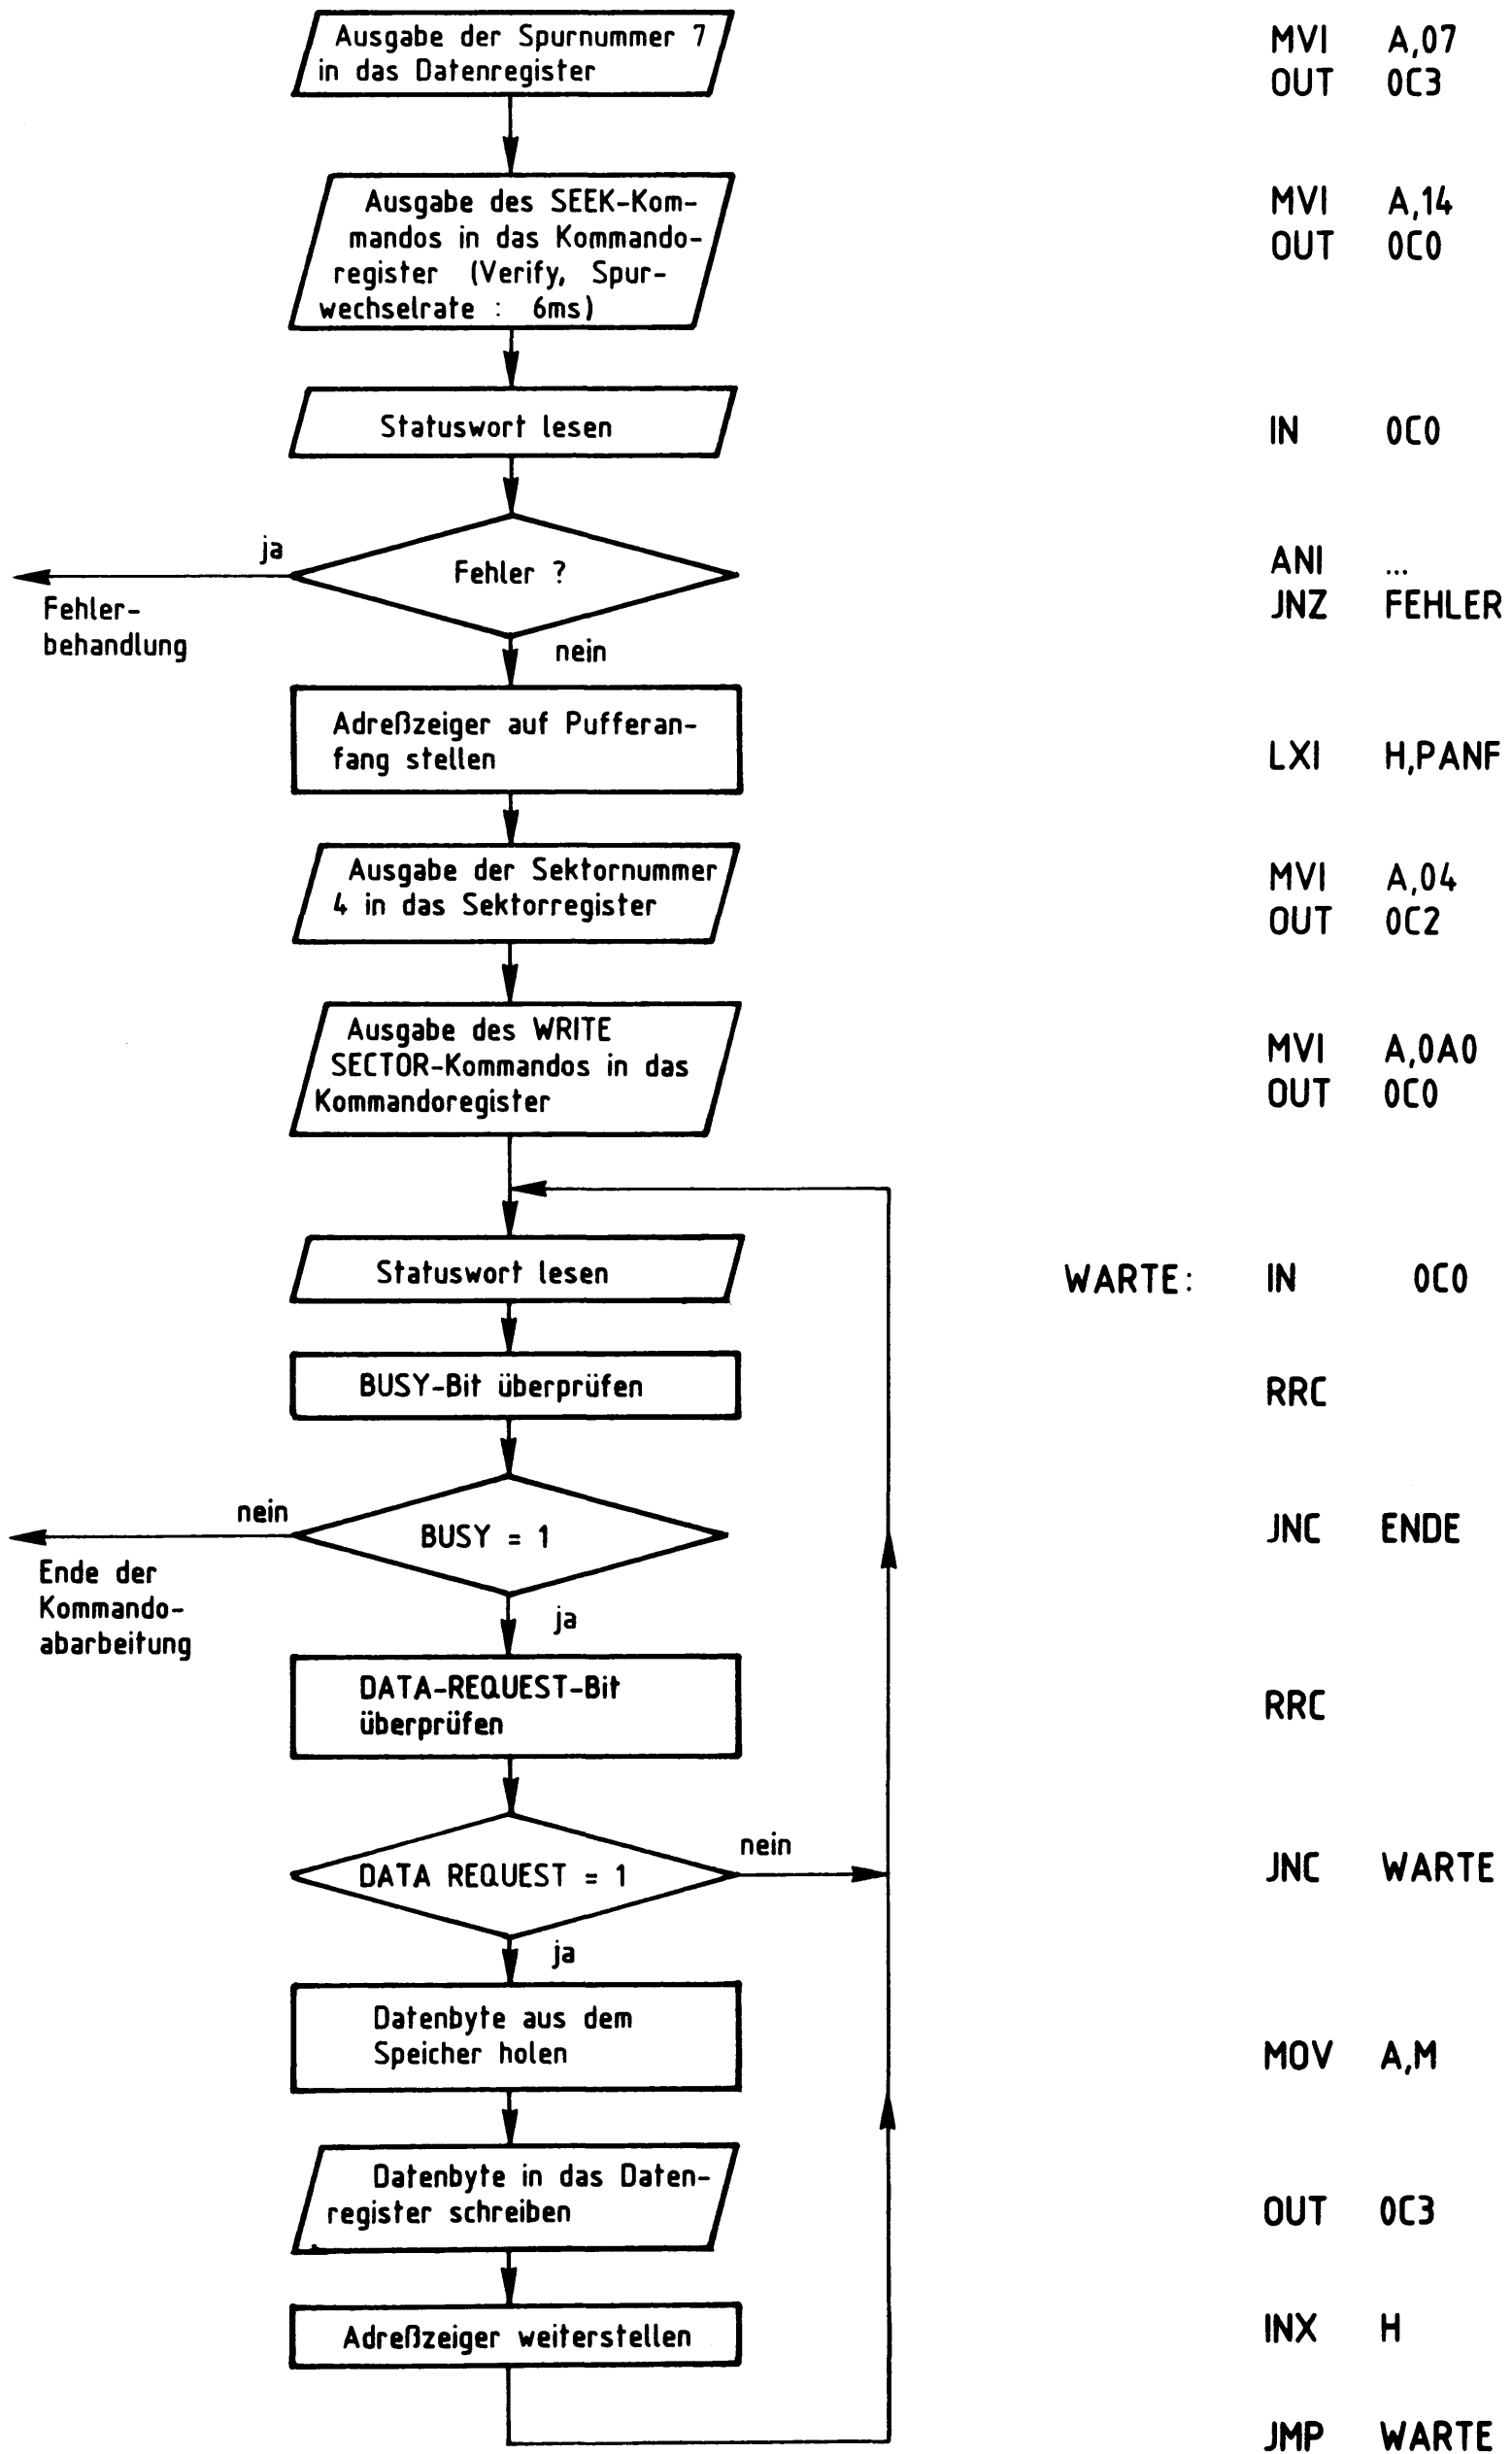 Ausgabe der Spurnummer 7
in das Datenregister
MVI A,07
OUT 0C3
Ausgabe des SEEK-Kom-
mandos in das Kommando-
register (Verify, Spur-
wechselrate : 6ms)
MVI A,14
OUT 0C0
Statuswort lesen
IN 0C0
Fehler ?
ja
Fehler-
behandlung
nein
ANI ...
JNZ FEHLER
Adreßzeiger auf Pufferan-
fang stellen
LXI H,PANF
Ausgabe der Sektornummer
4 in das Sektorregister
MVI A,04
OUT 0C2
Ausgabe des WRITE
SECTOR-Kommandos in das
Kommandoregister
MVI A,0A0
OUT 0C0
Statuswort lesen
WARTE: IN 0C0
BUSY-Bit überprüfen
RRC
BUSY = 1
nein
Ende der
Kommando-
abarbeitung
ja
JNC ENDE
DATA-REQUEST-Bit
überprüfen
RRC
DATA REQUEST = 1
nein
ja
JNC WARTE
Datenbyte aus dem
Speicher holen
MOV A,M
Datenbyte in das Daten-
register schreiben
OUT 0C3
Adreßzeiger weiterstellen
INX H
JMP WARTE